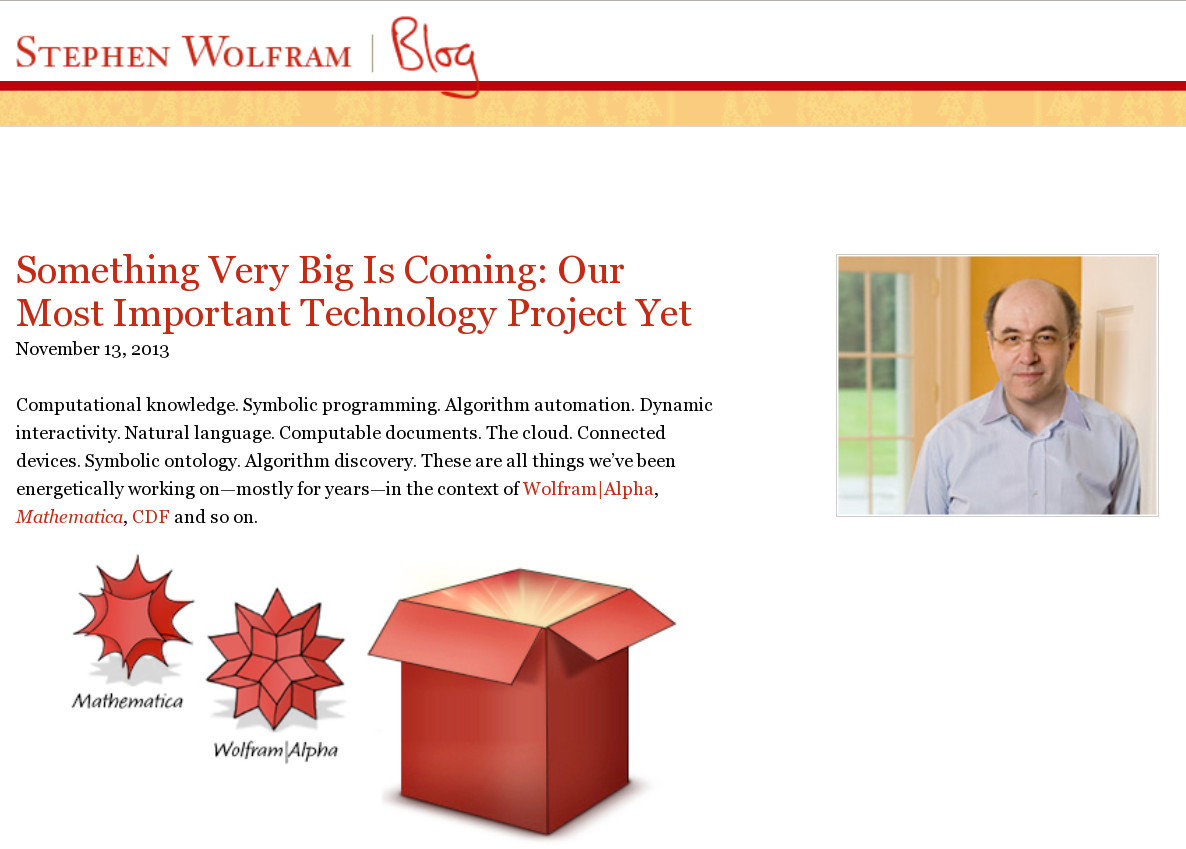 STEPHEN WOLFRAM | Blog
Something Very Big Is Coming: Our
Most Important Technology Project Yet
November 13, 2013
Computational knowledge. Symbolic programming. Algorithm automation. Dynamic
interactivity. Natural language. Computable documents. The cloud. Connected
devices. Symbolic ontology. Algorithm discovery. These are all things we’ve been
energetically working on—mostly for years—in the context of Wolfram|Alpha,
Mathematica, CDF and so on.
Mathematica
Wolfram|Alpha